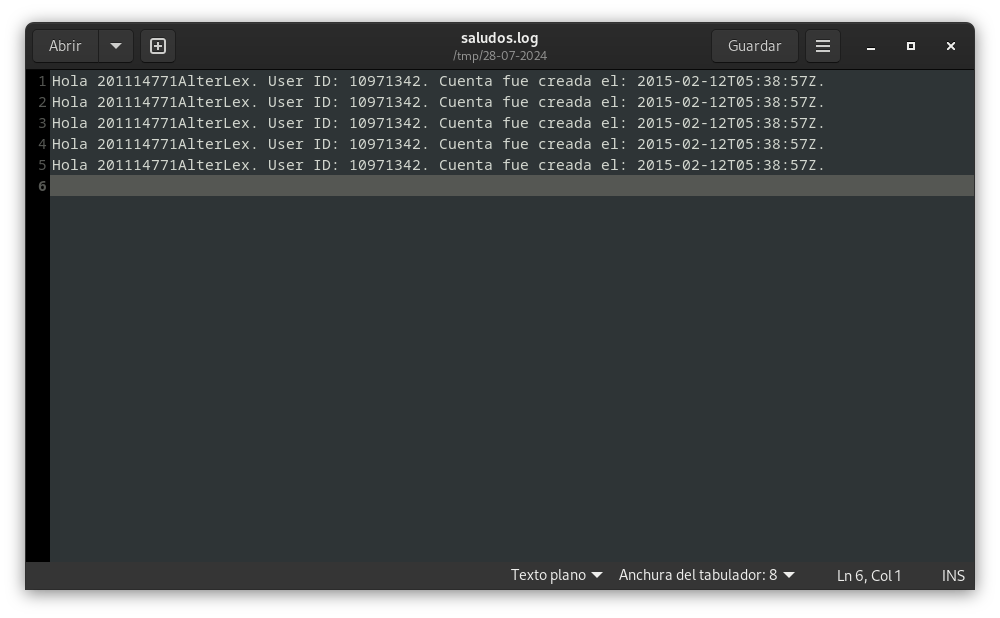 Abrir
saludos.log
/tmp/28-07-2024
Guardar
1 Hola 201114771AlterLex. User ID: 10971342. Cuenta fue creada el: 2015-02-12T05:38:57Z.
2 Hola 201114771AlterLex. User ID: 10971342. Cuenta fue creada el: 2015-02-12T05:38:57Z.
3 Hola 201114771AlterLex. User ID: 10971342. Cuenta fue creada el: 2015-02-12T05:38:57Z.
4 Hola 201114771AlterLex. User ID: 10971342. Cuenta fue creada el: 2015-02-12T05:38:57Z.
5 Hola 201114771AlterLex. User ID: 10971342. Cuenta fue creada el: 2015-02-12T05:38:57Z.
6
Texto plano Anchura del tabulador: 8 Ln 6, Col 1 INS